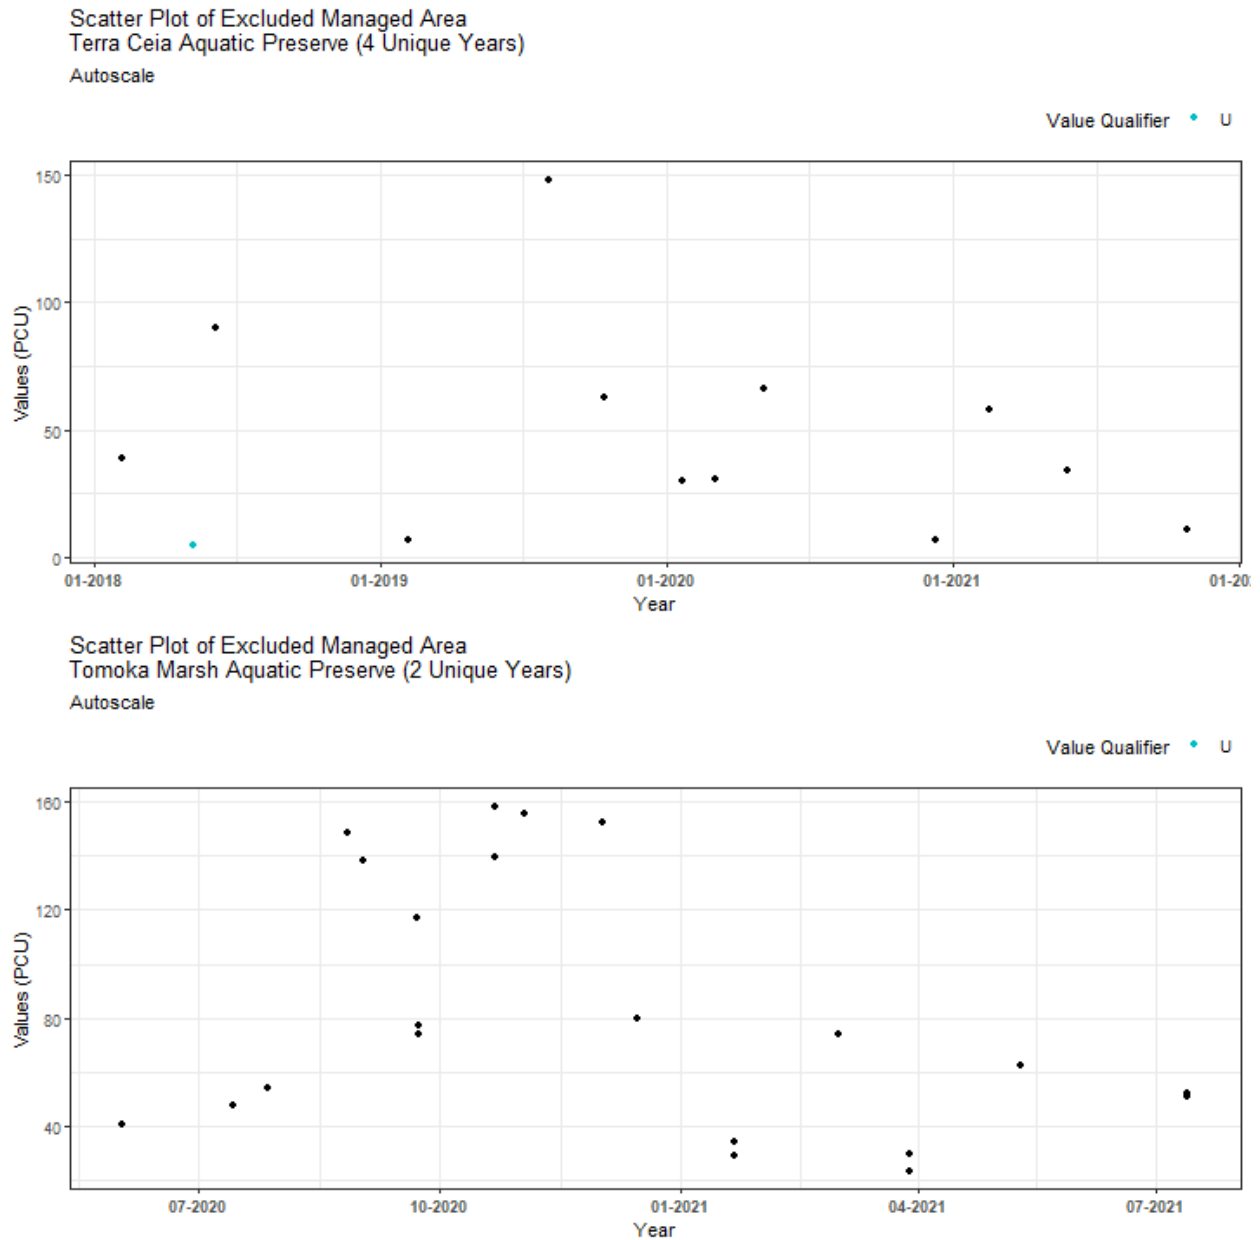 Scatter Plot of Excluded Managed Area
Terra Ceia Aquatic Preserve (4 Unique Years)
Autoscale
Value Qualifier U
Values (PCU)
150
100
50
0
01-2018 01-2019 01-2020 01-2021 01-20
Year
Scatter Plot of Excluded Managed Area
Tomoka Marsh Aquatic Preserve (2 Unique Years)
Autoscale
Value Qualifier U
Values (PCU)
160
120
80
40
07-2020 10-2020 01-2021 04-2021 07-2021
Year